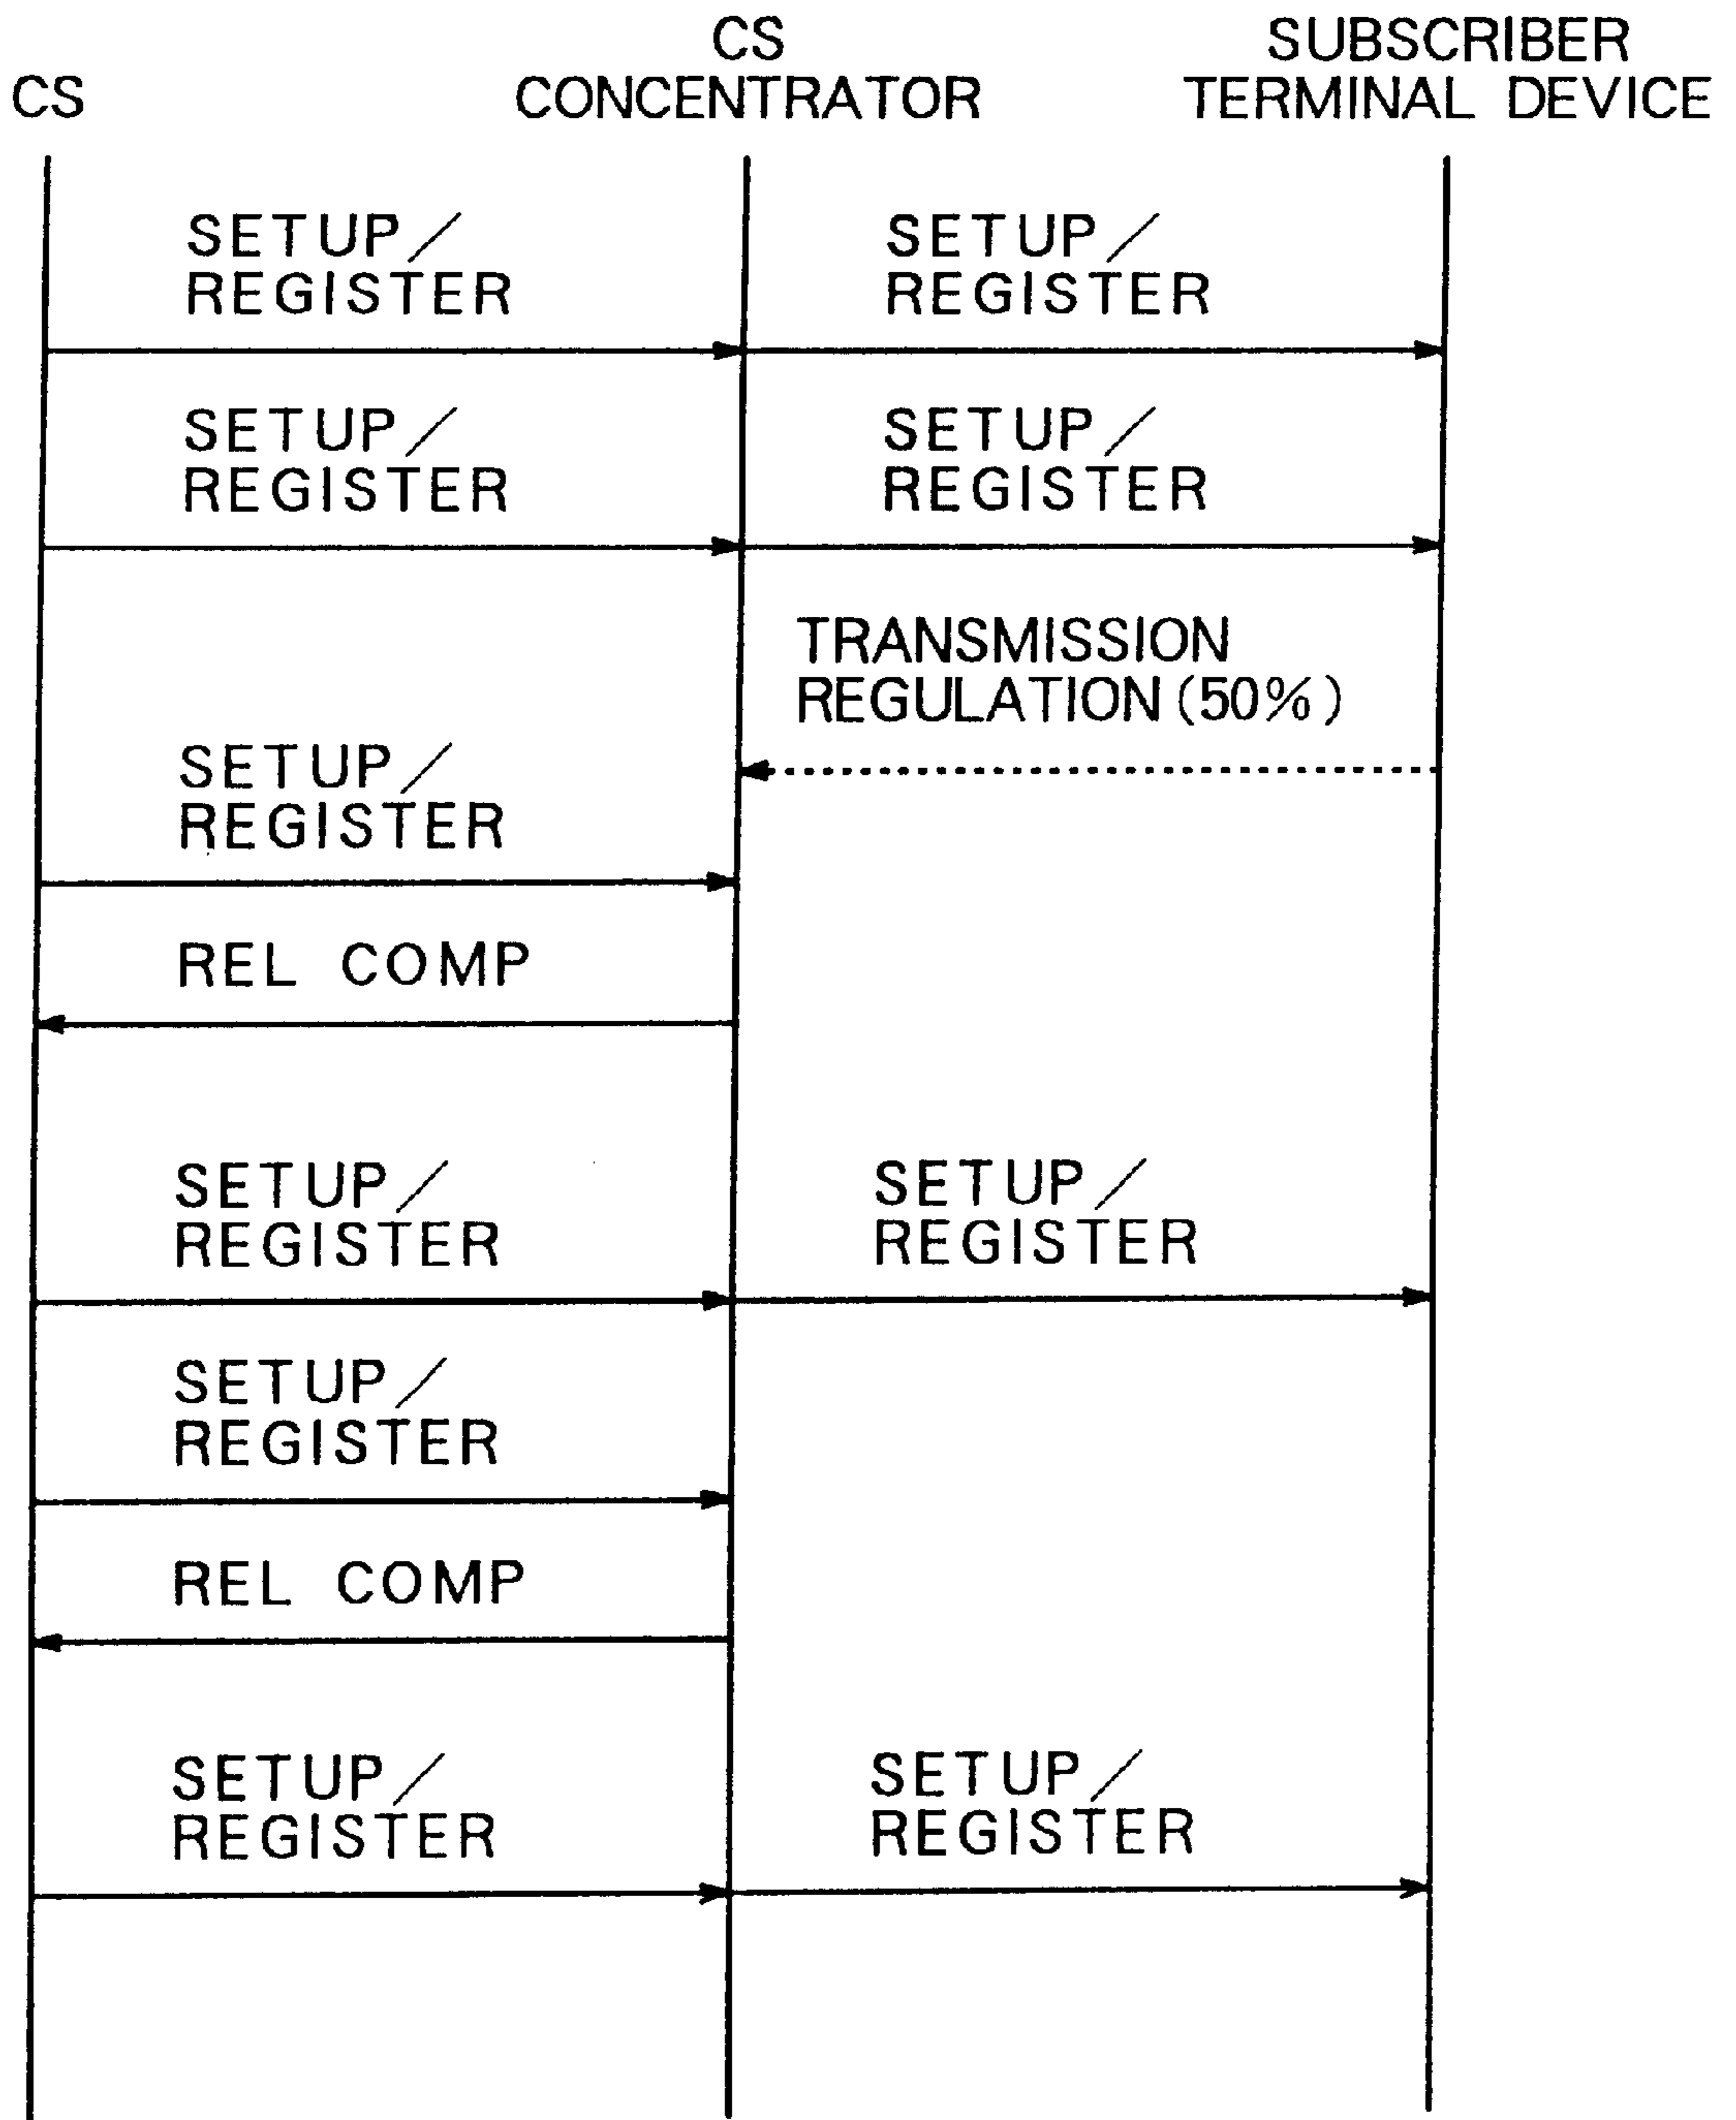 CS
CS
CONCENTRATOR
SUBSCRIBER
TERMINAL DEVICE
SETUP/
REGISTER
SETUP/
REGISTER
SETUP/
REGISTER
SETUP/
REGISTER
TRANSMISSION
REGULATION (50%)
SETUP/
REGISTER
REL COMP
SETUP/
REGISTER
SETUP/
REGISTER
SETUP/
REGISTER
REL COMP
SETUP/
REGISTER
SETUP/
REGISTER